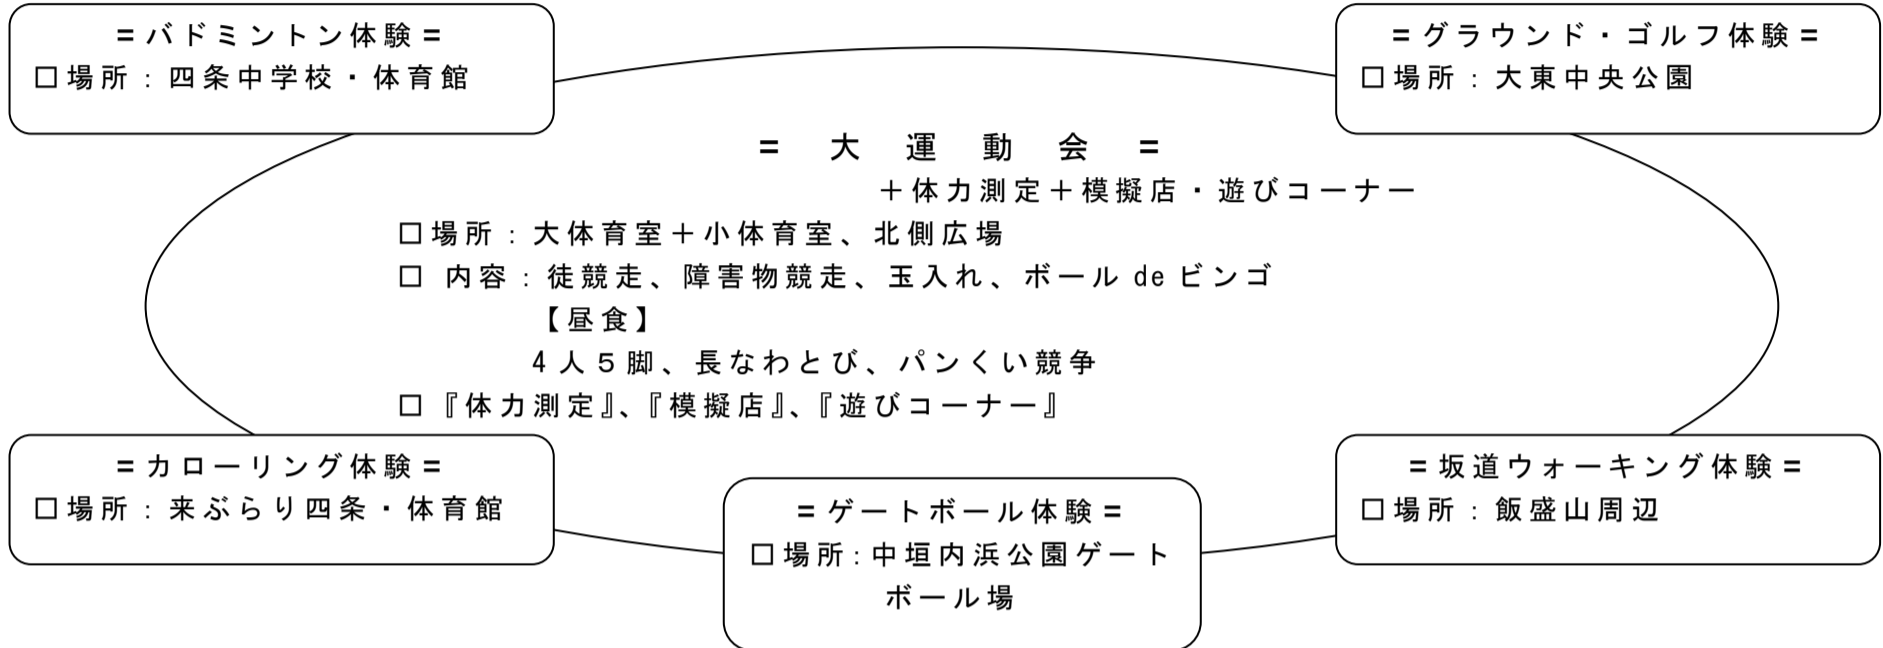 =バドミントン体験=
□場所：四条中学校・体育館
=グラウンド・ゴルフ体験=
□場所：大東中央公園
= 大 運 動 会 =
＋体力測定＋模擬店・遊びコーナー
□場所：大体育室＋小体育室、北側広場
□ 内容：徒競走、障害物競走、玉入れ、ボール de ビンゴ
【昼食】
4人５脚、長なわとび、パンくい競争
□『体力測定』、『模擬店』、『遊びコーナー』
=カローリング体験=
□場所：来ぶらり四条・体育館
=ゲートボール体験=
□場所：中垣内浜公園ゲート
ボール場
=坂道ウォーキング体験=
□場所：飯盛山周辺